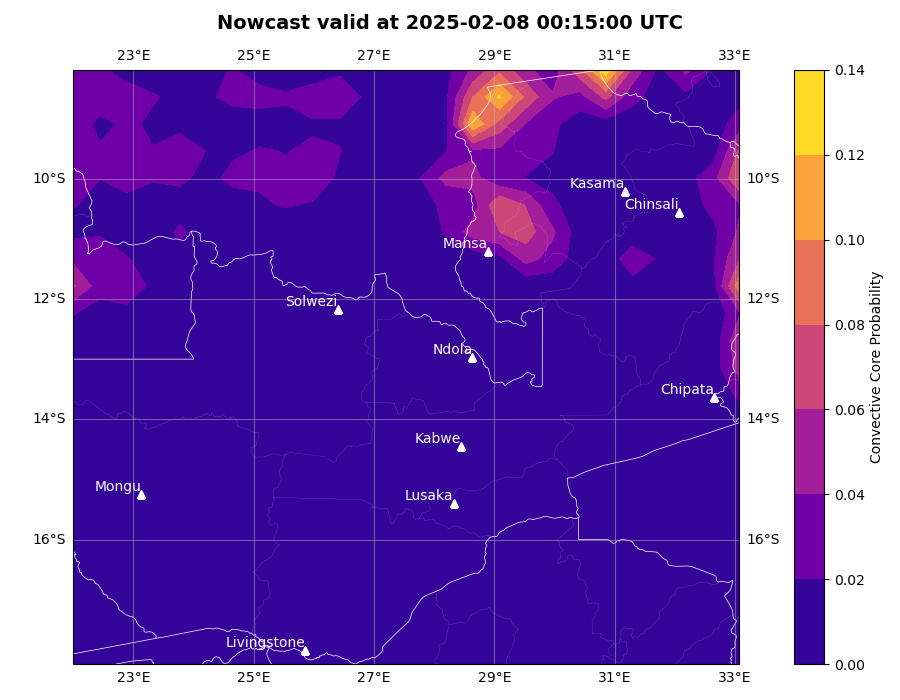 Nowcast valid at 2025-02-08 00:15:00 UTC
23°E 25°E 27°E 29°E 31°E 33°E
0.14
0.12
10°S Kasama 10°S
Chinsali
0.10
Mansa
12°S Solwezi 12°S
0.08
Ndola
Convective Core Probability
Chipata
0.06
14°S 14°S
Kabwe
0.04
Mongu
Lusaka
16°S 16°S
0.02
Livingstone
0.00
23°E 25°E 27°E 29°E 31°E 33°E